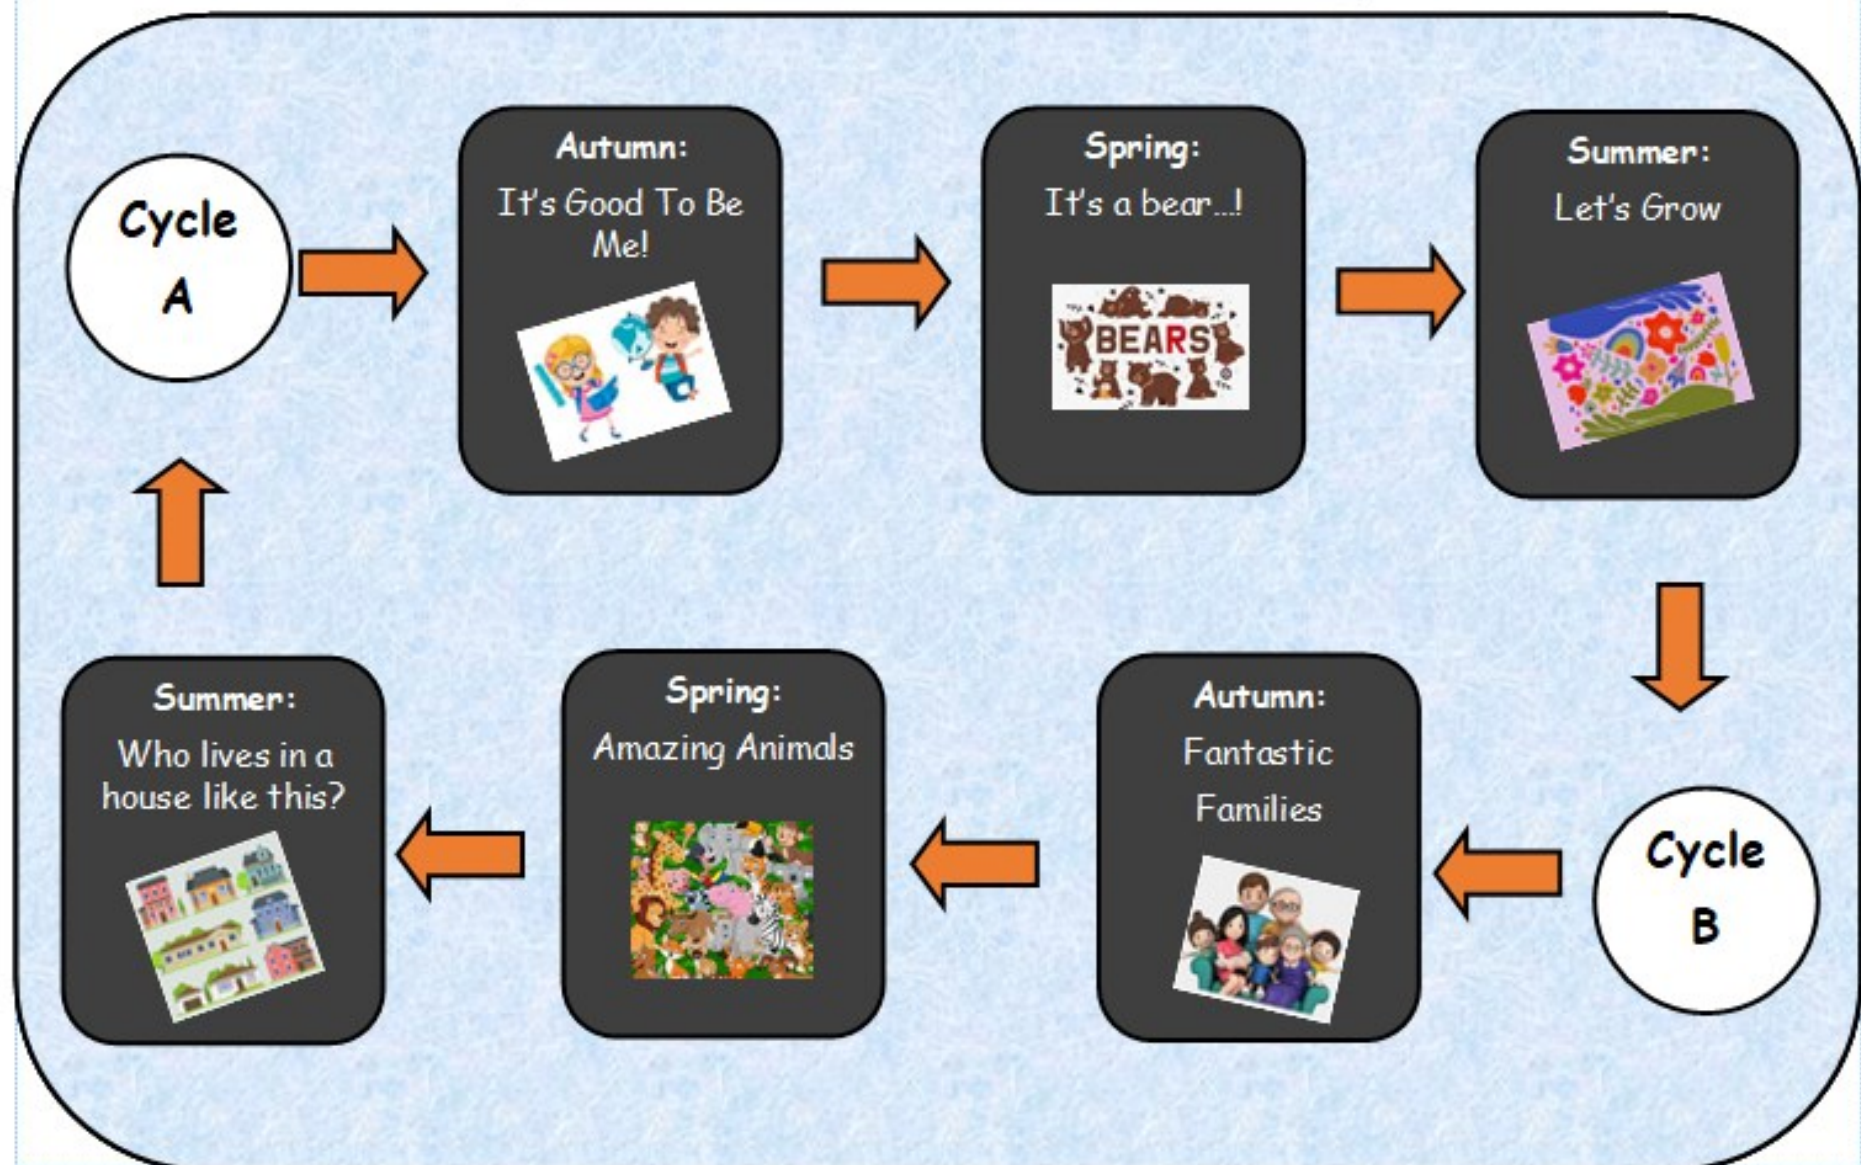 Cycle
A
Autumn:
It's Good To Be
Me!
Spring:
It's a bear...!
BEARS
Summer:
Let's Grow
Cycle
B
Autumn:
Fantastic
Families
Spring:
Amazing Animals
Summer:
Who lives in a
house like this?